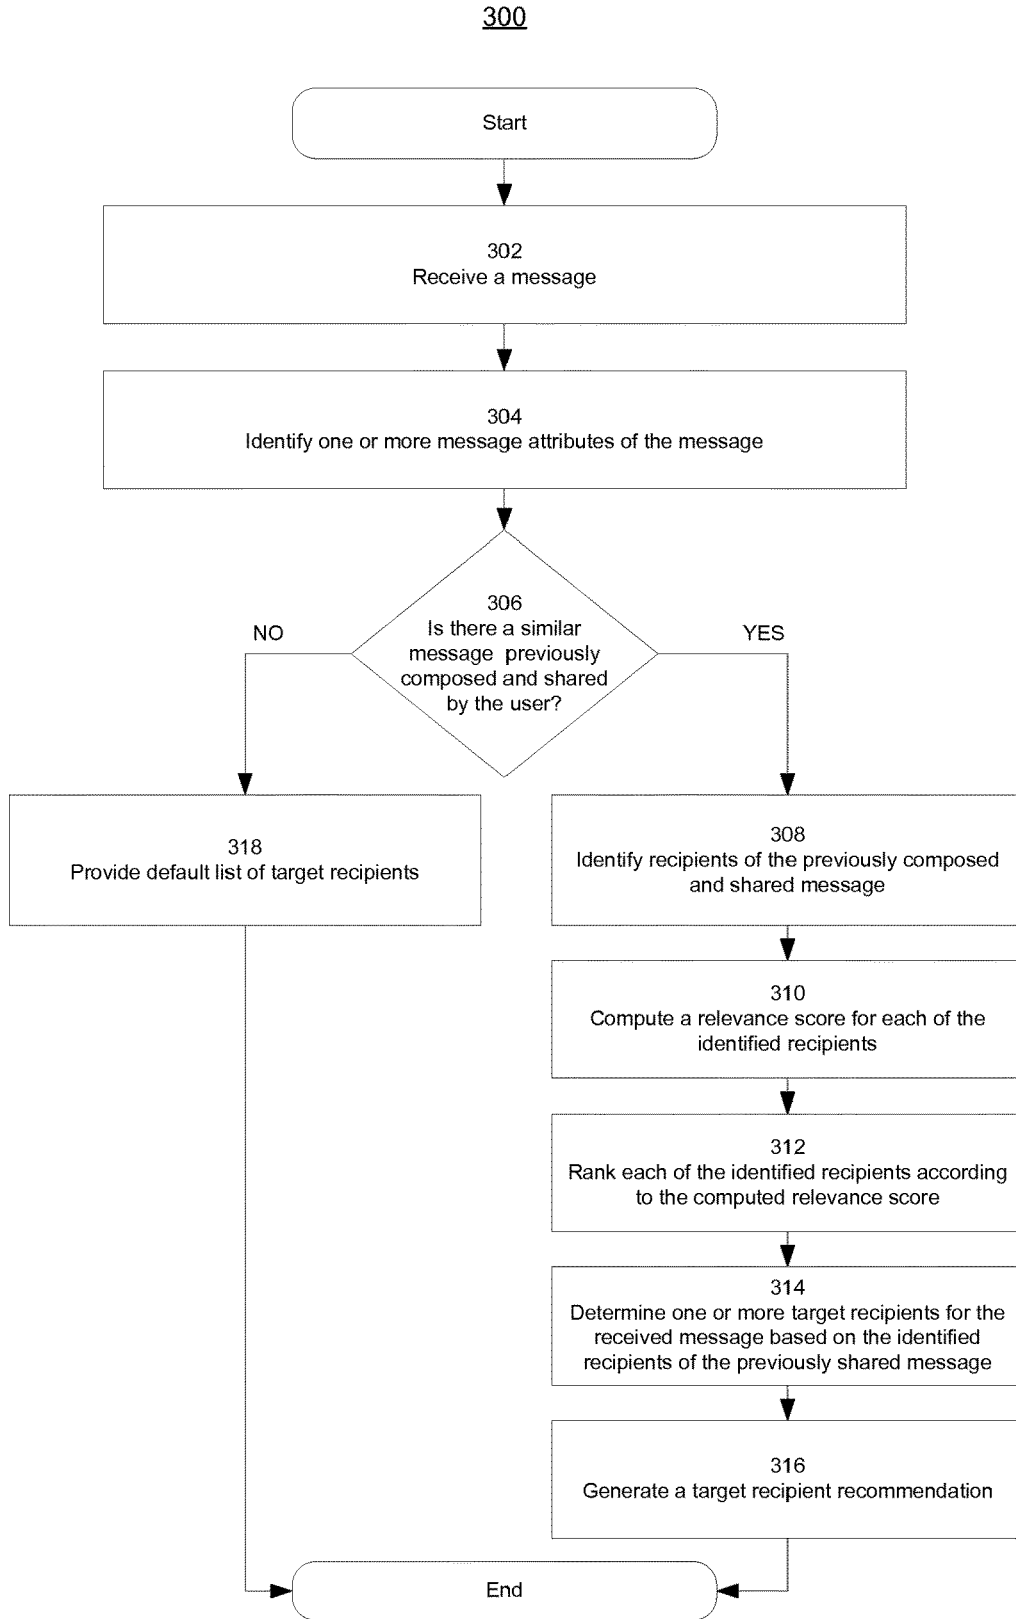 300
Start
302
Receive a message
304
Identify one or more message attributes of the message
306
Is there a similar
message previously
composed and shared
by the user?
NO
YES
318
Provide default list of target recipients
308
Identify recipients of the previously composed
and shared message
310
Compute a relevance score for each of the
identified recipients
312
Rank each of the identified recipients according
to the computed relevance score
314
Determine one or more target recipients for the
received message based on the identified
recipients of the previously shared message
316
Generate a target recipient recommendation
End